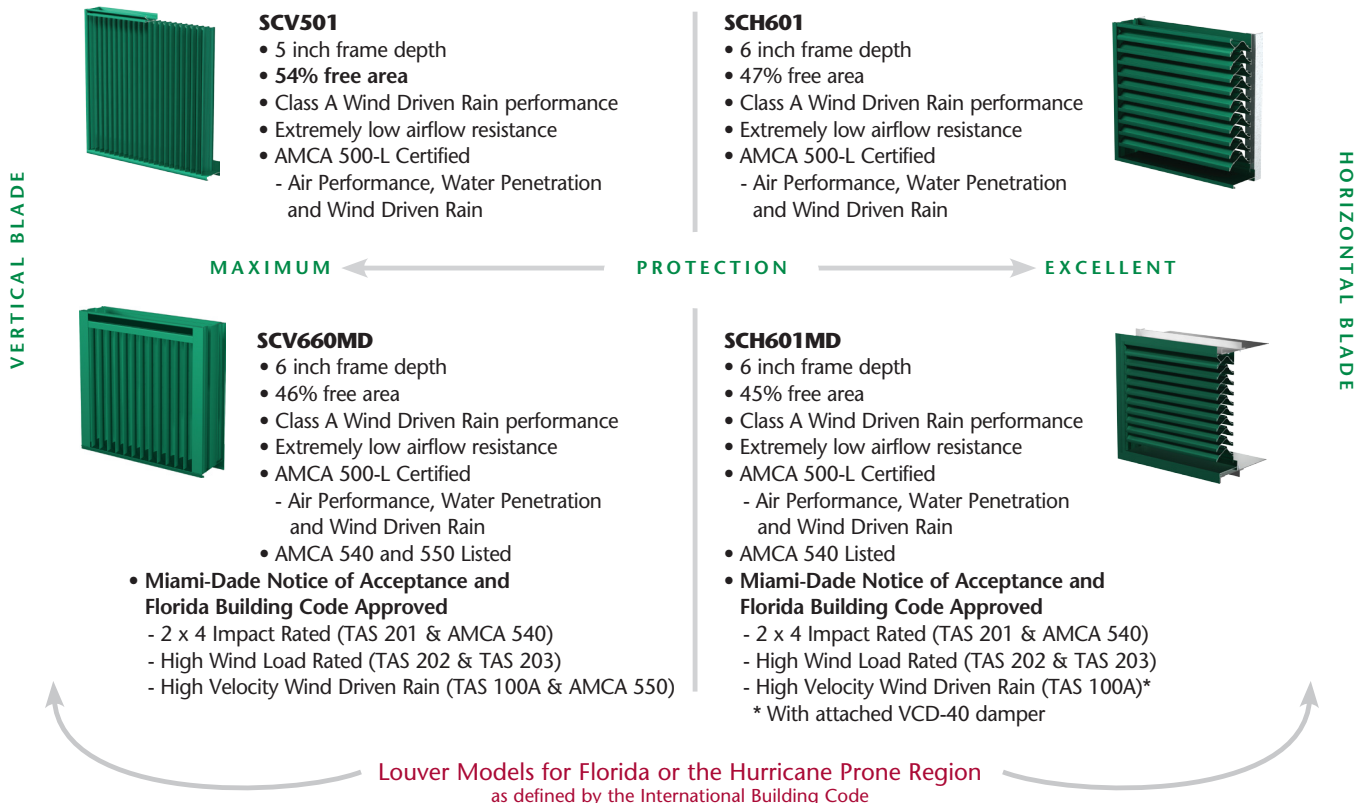 VERTICAL BLADE
SCV501
• 5 inch frame depth
• 54% free area
• Class A Wind Driven Rain performance
• Extremely low airflow resistance
• AMCA 500-L Certified
- Air Performance, Water Penetration
and Wind Driven Rain
SCH601
• 6 inch frame depth
• 47% free area
• Class A Wind Driven Rain performance
• Extremely low airflow resistance
• AMCA 500-L Certified
- Air Performance, Water Penetration
and Wind Driven Rain
HORIZONTAL BLADE
MAXIMUM PROTECTION EXCELLENT
SCV660MD
• 6 inch frame depth
• 46% free area
• Class A Wind Driven Rain performance
• Extremely low airflow resistance
• AMCA 500-L Certified
- Air Performance, Water Penetration
and Wind Driven Rain
• AMCA 540 and 550 Listed
• Miami-Dade Notice of Acceptance and
Florida Building Code Approved
- 2 x 4 Impact Rated (TAS 201 & AMCA 540)
- High Wind Load Rated (TAS 202 & TAS 203)
- High Velocity Wind Driven Rain (TAS 100A & AMCA 550)
SCH601MD
• 6 inch frame depth
• 45% free area
• Class A Wind Driven Rain performance
• Extremely low airflow resistance
• AMCA 500-L Certified
- Air Performance, Water Penetration
and Wind Driven Rain
• AMCA 540 Listed
• Miami-Dade Notice of Acceptance and
Florida Building Code Approved
- 2 x 4 Impact Rated (TAS 201 & AMCA 540)
- High Wind Load Rated (TAS 202 & TAS 203)
- High Velocity Wind Driven Rain (TAS 100A)*
* With attached VCD-40 damper
Louver Models for Florida or the Hurricane Prone Region
as defined by the International Building Code